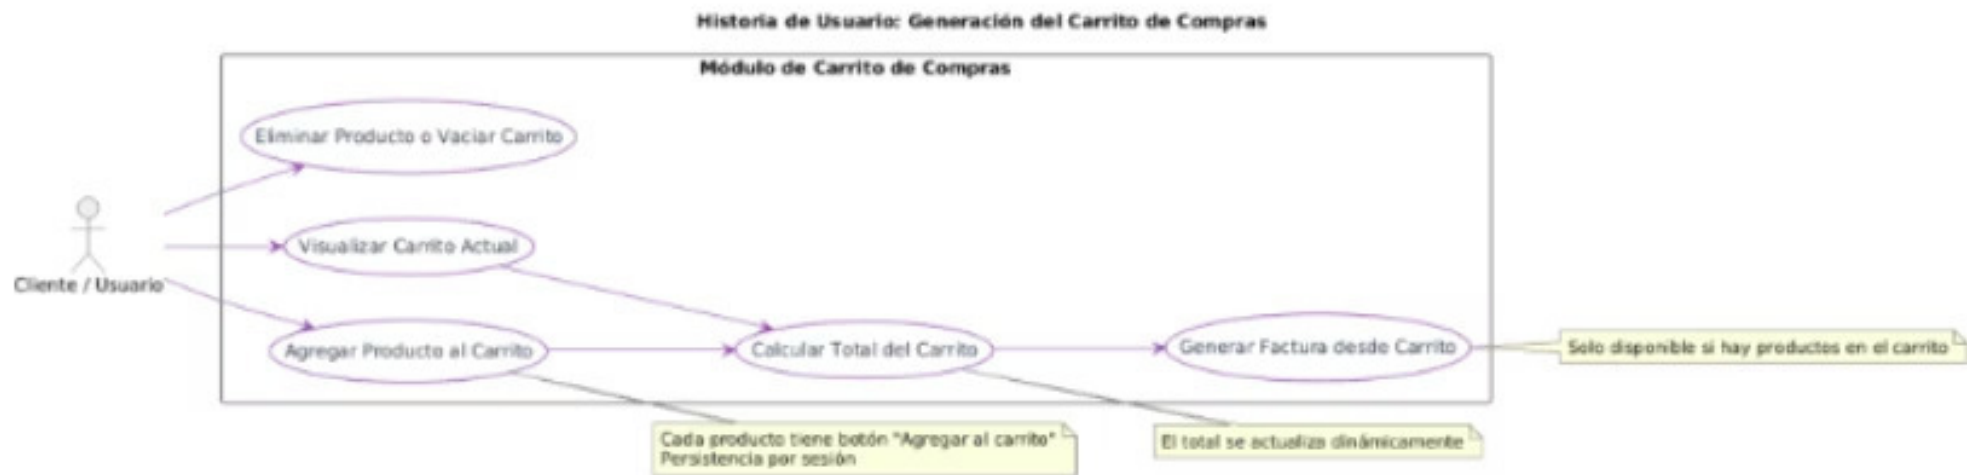 Historia de Usuario: Generación del Carrito de Compras
Módulo de Carrito de Compras
Eliminar Producto o Vaciar Carrito
Visualizar Carrito Actual
Cliente / Usuario
Agregar Producto al Carrito
Calcular Total del Carrito
Generar Factura desde Carrito
Solo disponible si hay productos en el carrito
Cada producto tiene botón "Agregar al carrito"
Persistencia por sesión
El total se actualiza dinámicamente